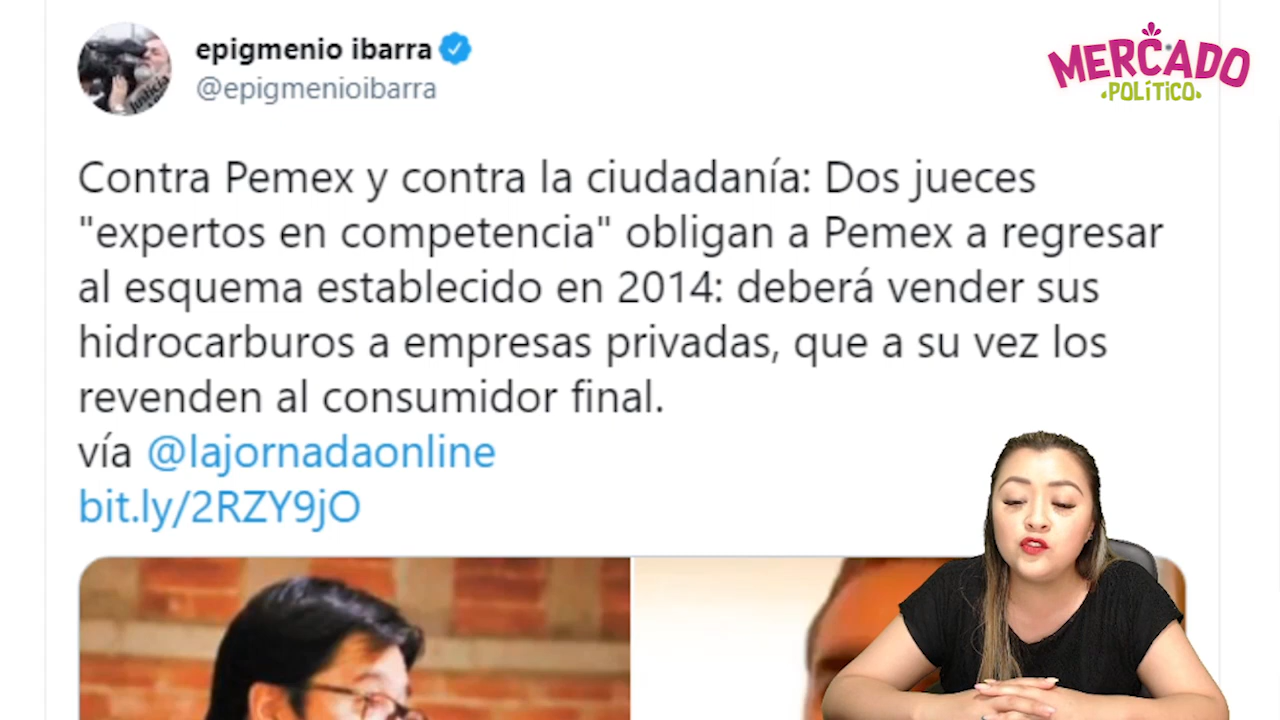 epigmenio ibarra
@epigmenioibarra
MERCADO
POLÍTICO
Contra Pemex y contra la ciudadanía: Dos jueces
"expertos en competencia" obligan a Pemex a regresar
al esquema establecido en 2014: deberá vender sus
hidrocarburos a empresas privadas, que a su vez los
revenden al consumidor final.
vía @lajornadaonline
bit.ly/2RZY9jO
Justicia